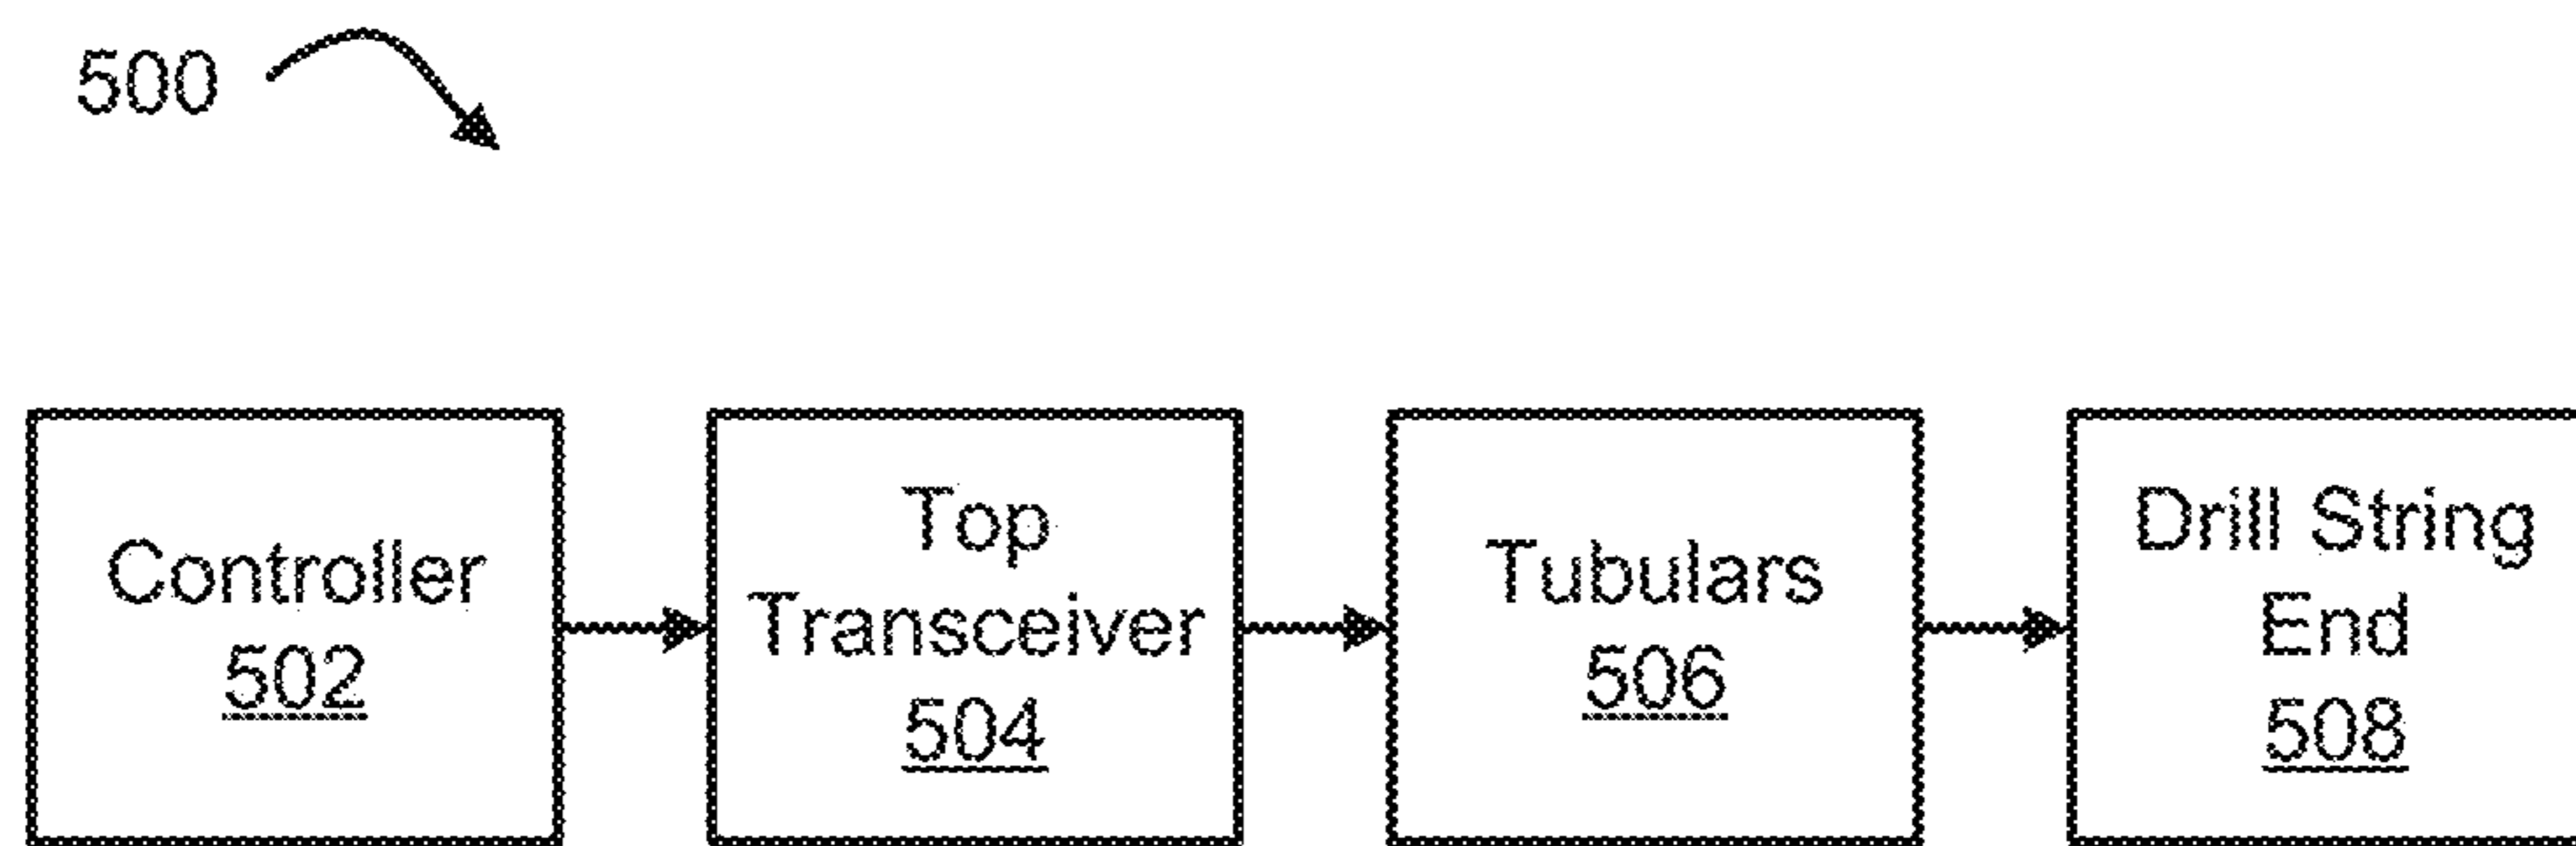 500
Controller
502
Top
Transceiver
504
Tubulars
506
Drill String
End
508